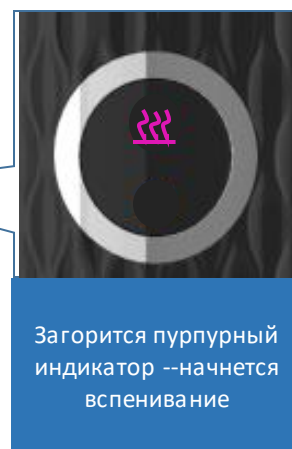 Загорится пурпурный
индикатор --начнется
вспенивание